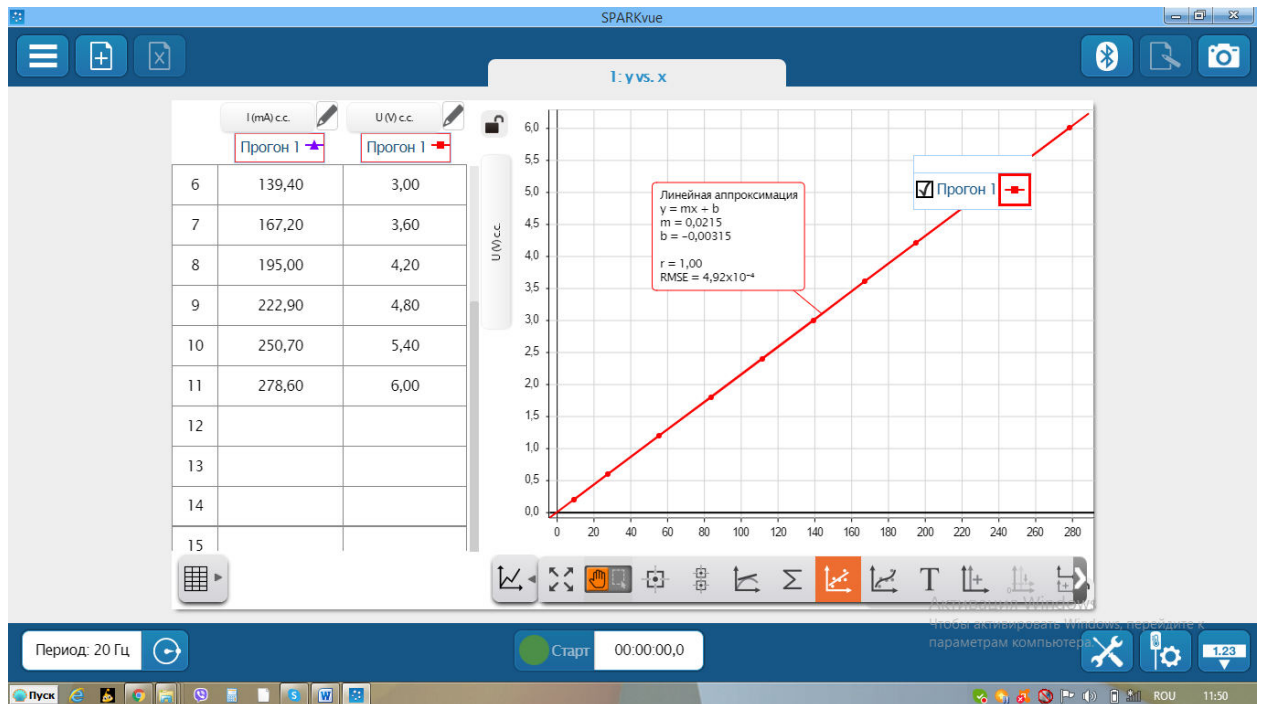 SPARKvue
1: y vs. x
I (mA) с.с.
U (V) с.с.
Прогон 1
Прогон 1
6 139,40 3,00
7 167,20 3,60
8 195,00 4,20
9 222,90 4,80
10 250,70 5,40
11 278,60 6,00
12
13
14
15
U (V) с.с.
6,0
5,5
5,0
4,5
4,0
3,5
3,0
2,5
2,0
1,5
1,0
0,5
0,0
0 20 40 60 80 100 120 140 160 180 200 220 240 260 280
Линейная аппроксимация
y = mx + b
m = 0,0215
b = −0,00315
r = 1,00
RMSE = 4,92x10⁻⁴
Прогон 1
Σ
T
Активация Windows
Чтобы активировать Windows, перейдите к
параметрам компьютера.
Период: 20 Гц
Старт
00:00:00,0
1.23
Пуск
ROU
11:50